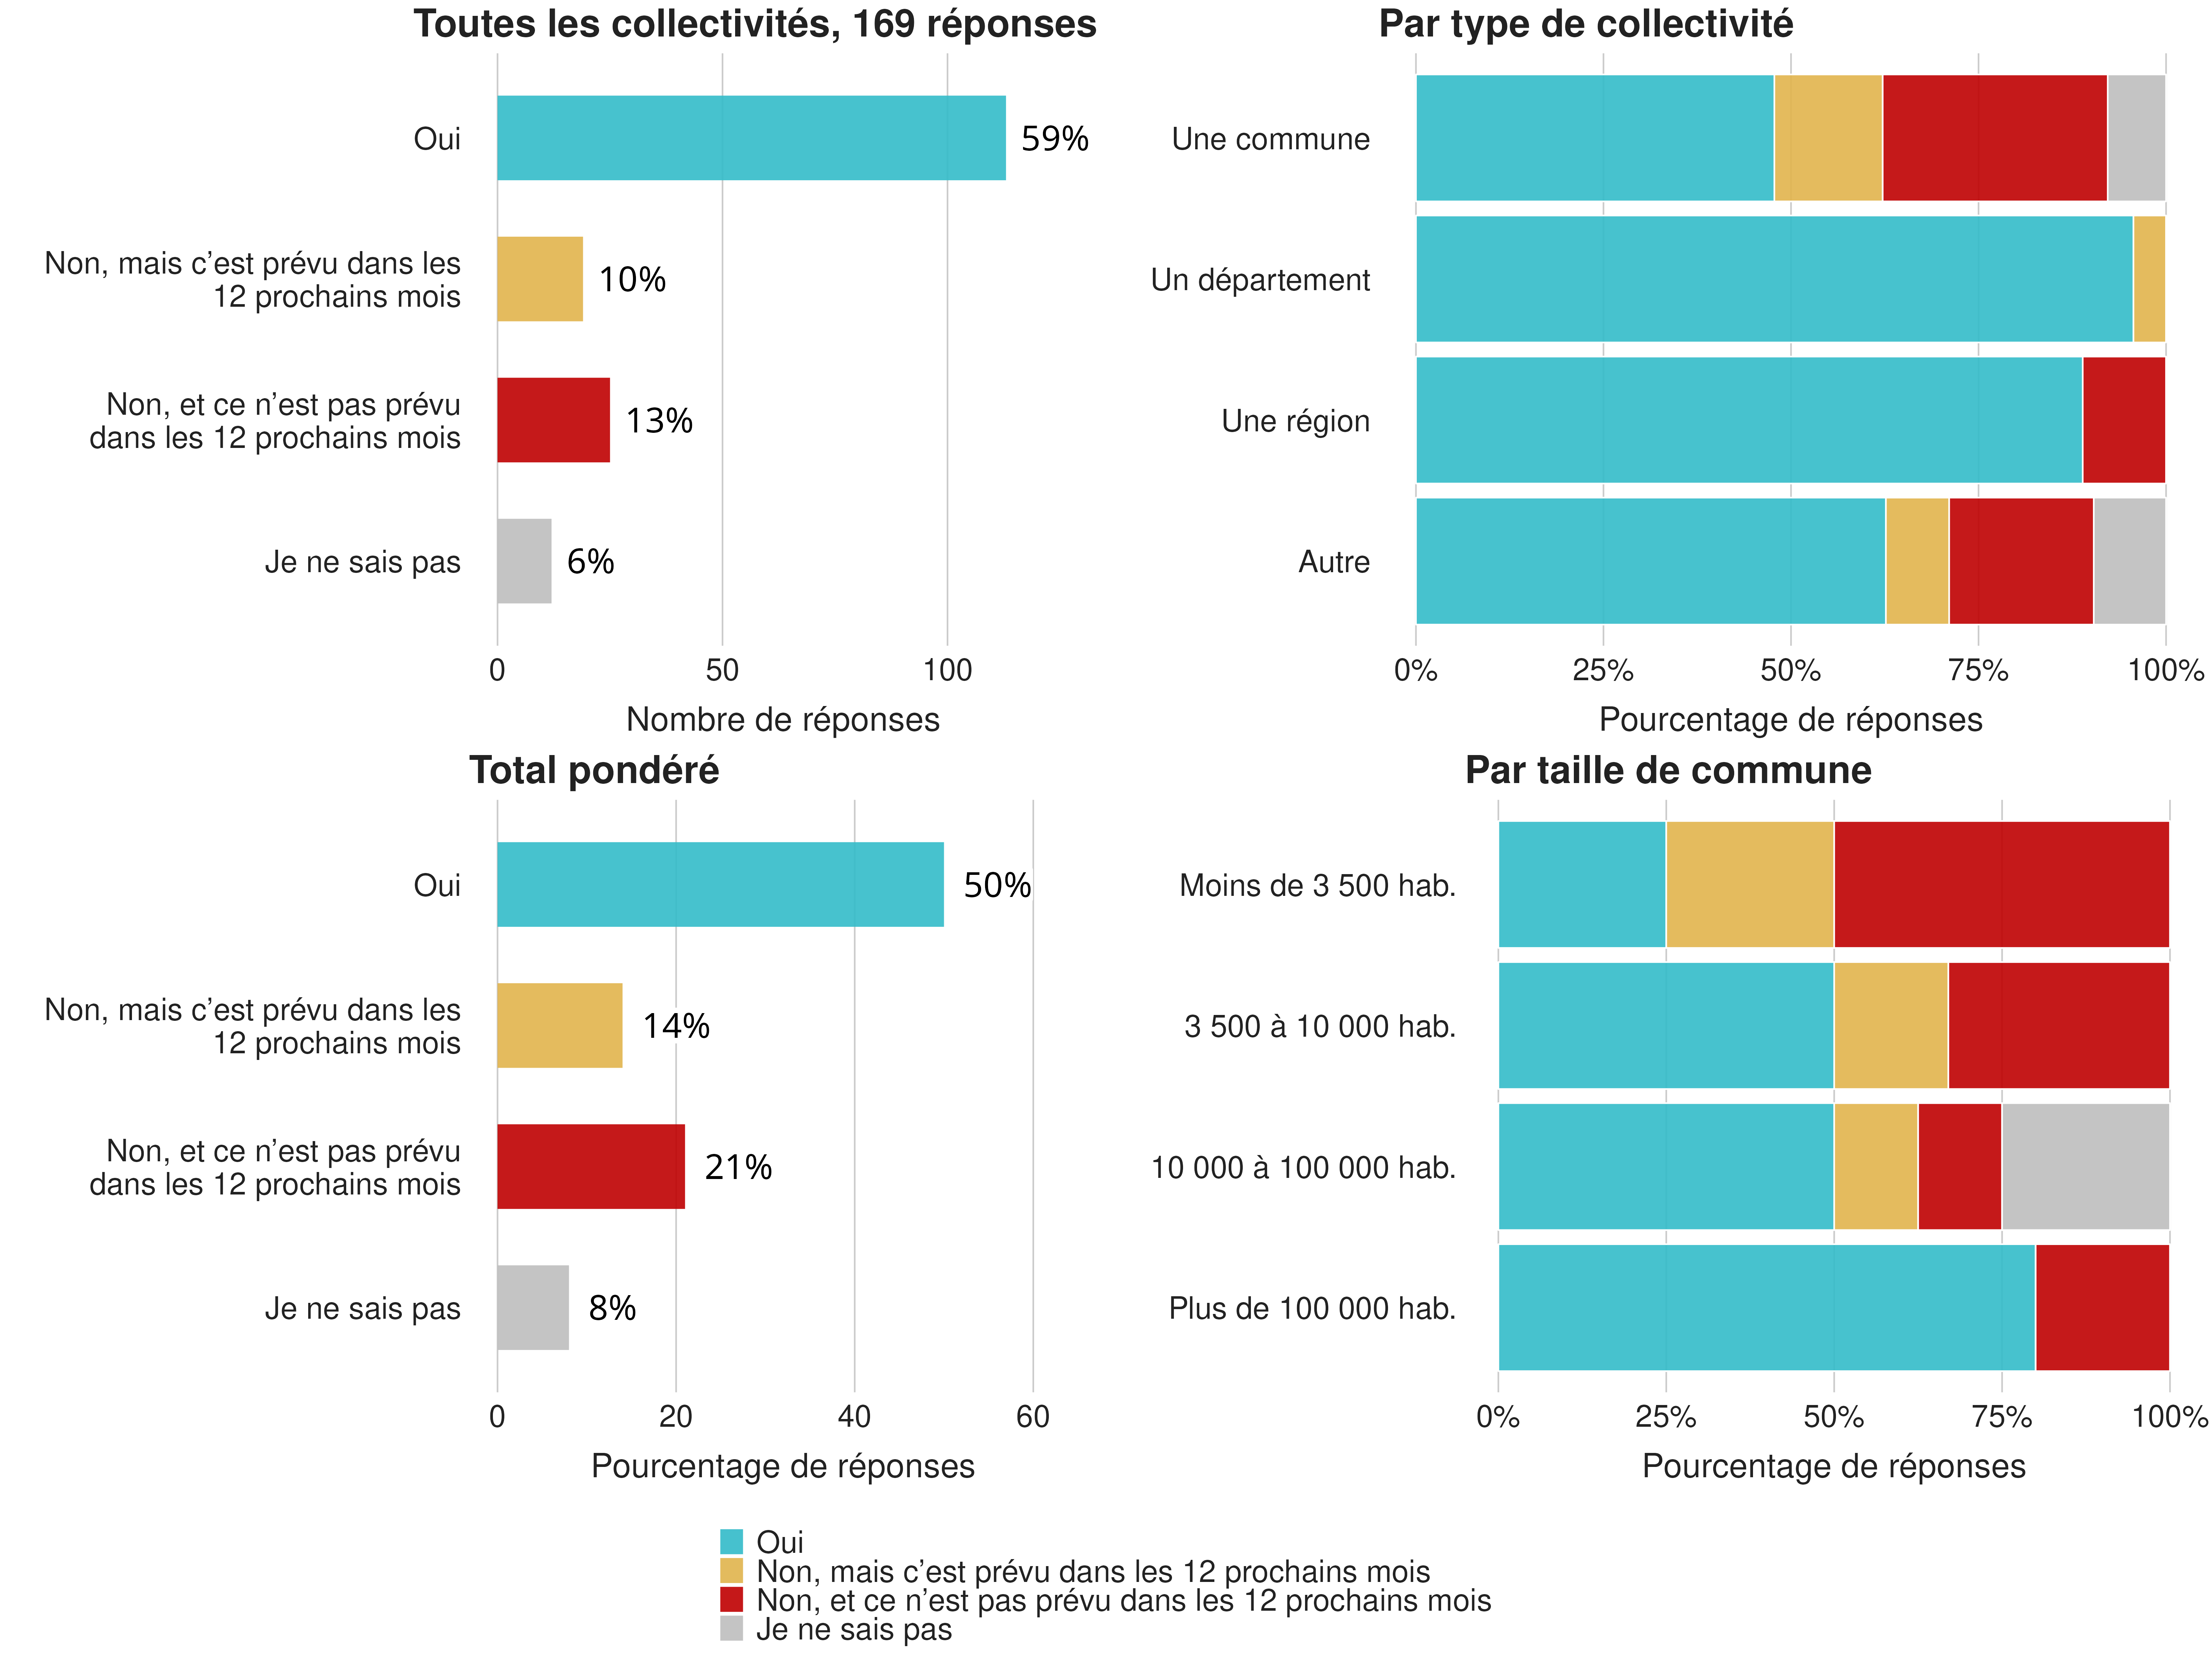 Toutes les collectivités, 169 réponses
Oui
59%
Non, mais c’est prévu dans les
12 prochains mois
10%
Non, et ce n’est pas prévu
dans les 12 prochains mois
13%
Je ne sais pas
6%
0 50 100
Nombre de réponses
Par type de collectivité
Une commune
Un département
Une région
Autre
0% 25% 50% 75% 100%
Pourcentage de réponses
Total pondéré
Oui
50%
Non, mais c’est prévu dans les
12 prochains mois
14%
Non, et ce n’est pas prévu
dans les 12 prochains mois
21%
Je ne sais pas
8%
0 20 40 60
Pourcentage de réponses
Par taille de commune
Moins de 3 500 hab.
3 500 à 10 000 hab.
10 000 à 100 000 hab.
Plus de 100 000 hab.
0% 25% 50% 75% 100%
Pourcentage de réponses
Oui
Non, mais c’est prévu dans les 12 prochains mois
Non, et ce n’est pas prévu dans les 12 prochains mois
Je ne sais pas